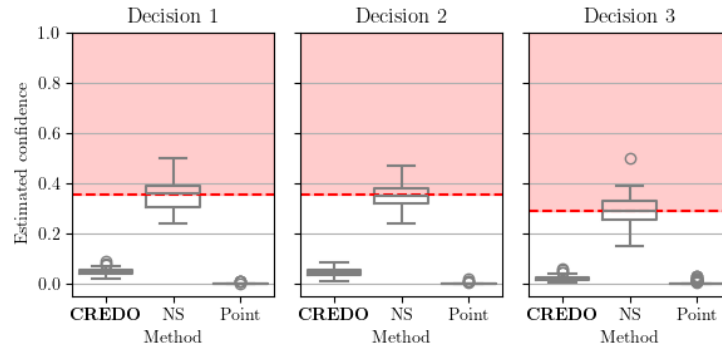 Decision 1
Decision 2
Decision 3
Estimated confidence
1.0
0.8
0.6
0.4
0.2
0.0
CREDO NS Point
CREDO NS Point
CREDO NS Point
Method
Method
Method